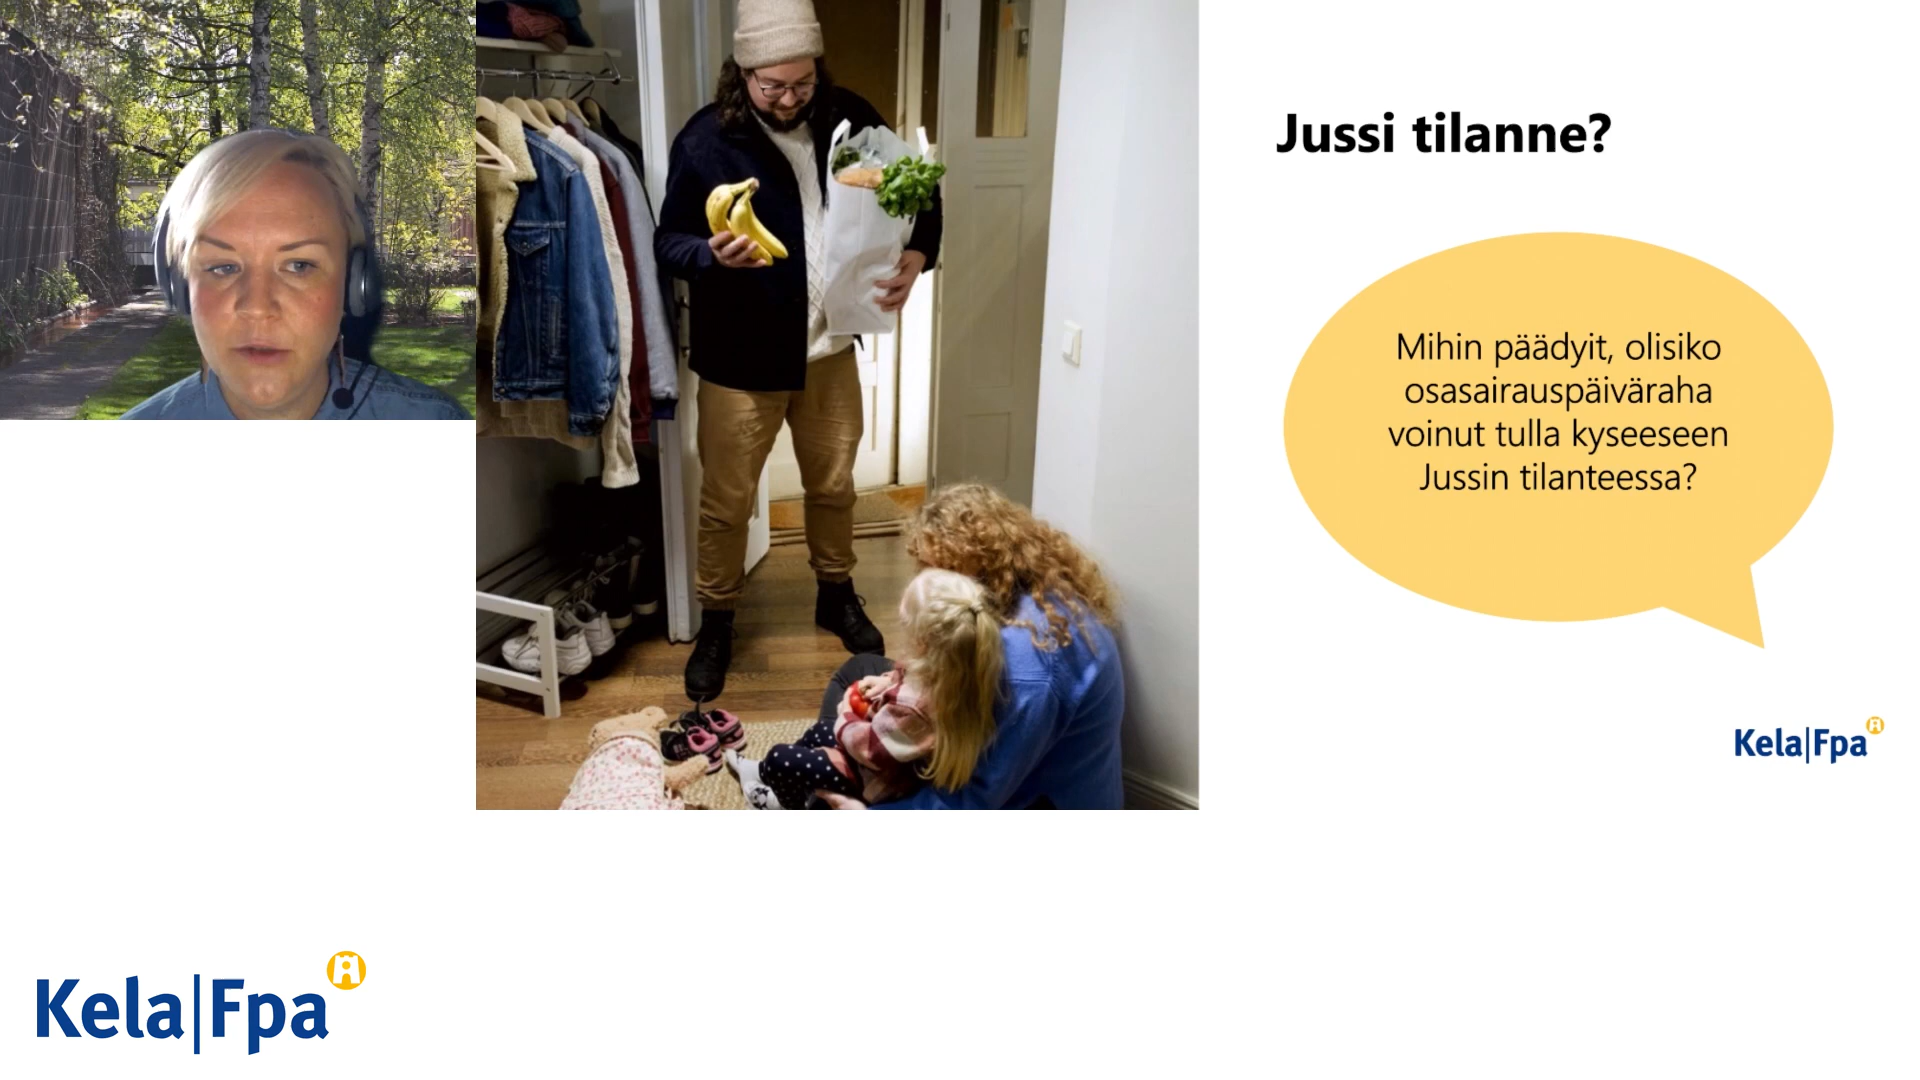 Jussi tilanne?
Mihin päädyit, olisiko
osasairauspäiväraha
voinut tulla kyseeseen
Jussin tilanteessa?
Kela|Fpa
Kela|Fpa